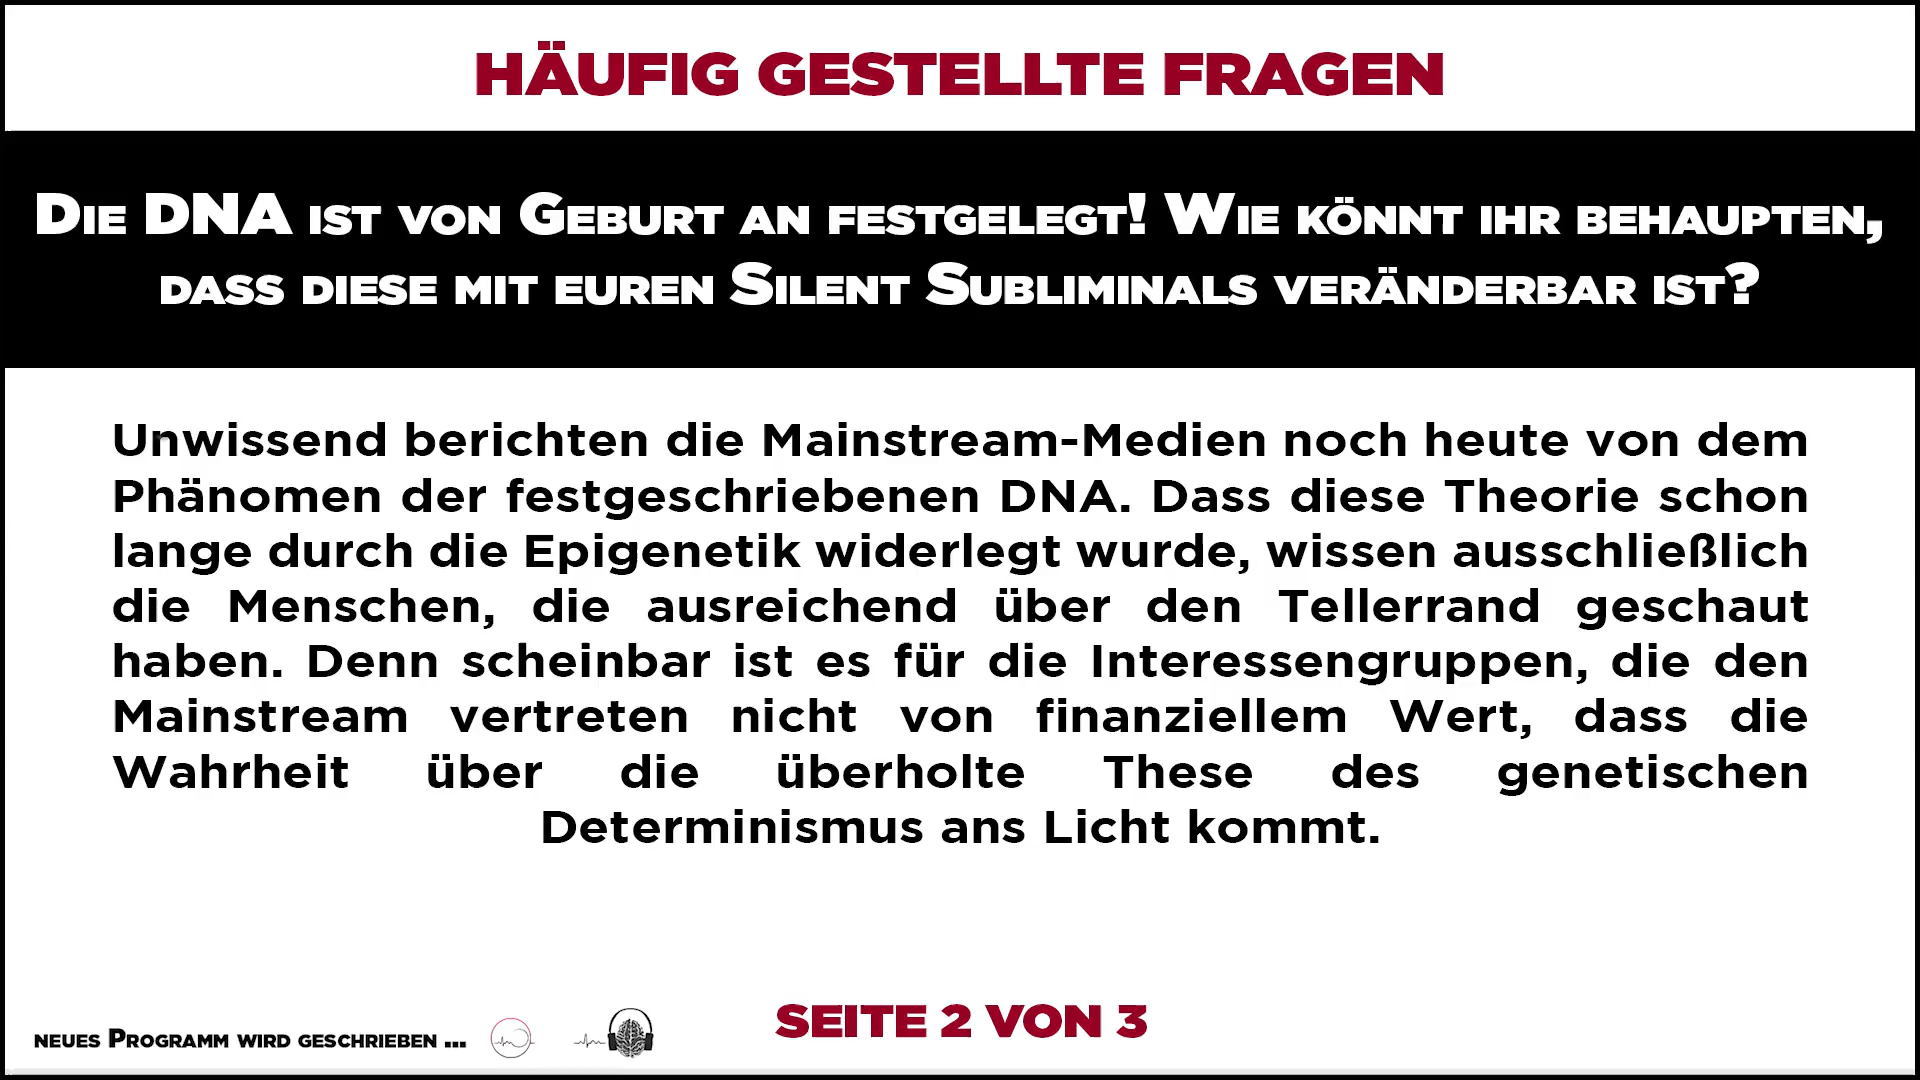 HÄUFIG GESTELLTE FRAGEN
Die DNA ist von Geburt an festgelegt! Wie könnt ihr behaupten,
dass diese mit euren Silent Subliminals veränderbar ist?
Unwissend berichten die Mainstream-Medien noch heute von dem
Phänomen der festgeschriebenen DNA. Dass diese Theorie schon
lange durch die Epigenetik widerlegt wurde, wissen ausschließlich
die Menschen, die ausreichend über den Tellerrand geschaut
haben. Denn scheinbar ist es für die Interessengruppen, die den
Mainstream vertreten nicht von finanziellem Wert, dass die
Wahrheit über die überholte These des genetischen
Determinismus ans Licht kommt.
neues Programm wird geschrieben ...
SEITE 2 VON 3